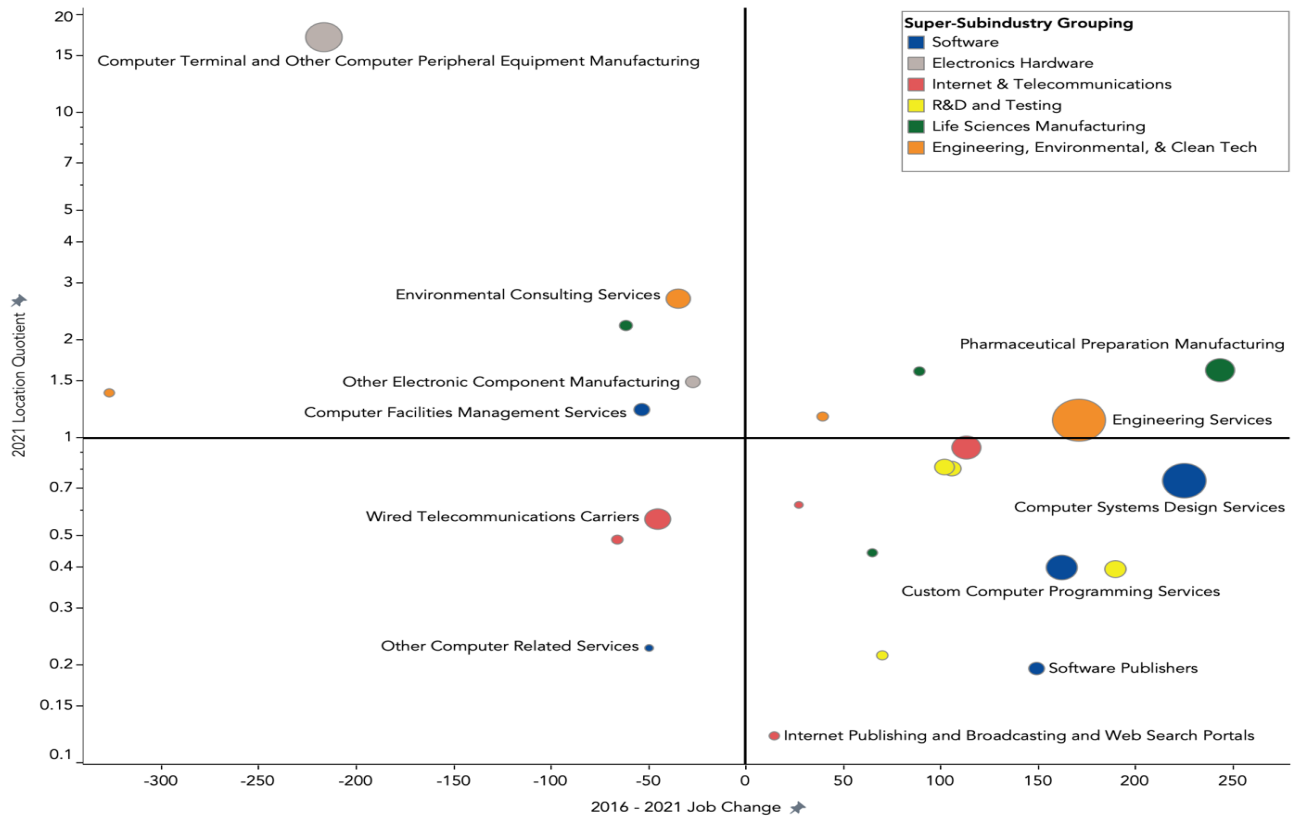 Super-Subindustry Grouping
Software
Electronics Hardware
Internet & Telecommunications
R&D and Testing
Life Sciences Manufacturing
Engineering, Environmental, & Clean Tech
2021 Location Quotient
20
15
10
7
5
4
3
2
1.5
1
0.7
0.5
0.4
0.3
0.2
0.15
0.1
Computer Terminal and Other Computer Peripheral Equipment Manufacturing
Environmental Consulting Services
Pharmaceutical Preparation Manufacturing
Other Electronic Component Manufacturing
Computer Facilities Management Services
Engineering Services
Computer Systems Design Services
Wired Telecommunications Carriers
Custom Computer Programming Services
Other Computer Related Services
Software Publishers
Internet Publishing and Broadcasting and Web Search Portals
-300
-250
-200
-150
-100
-50
0
50
100
150
200
250
2016 - 2021 Job Change